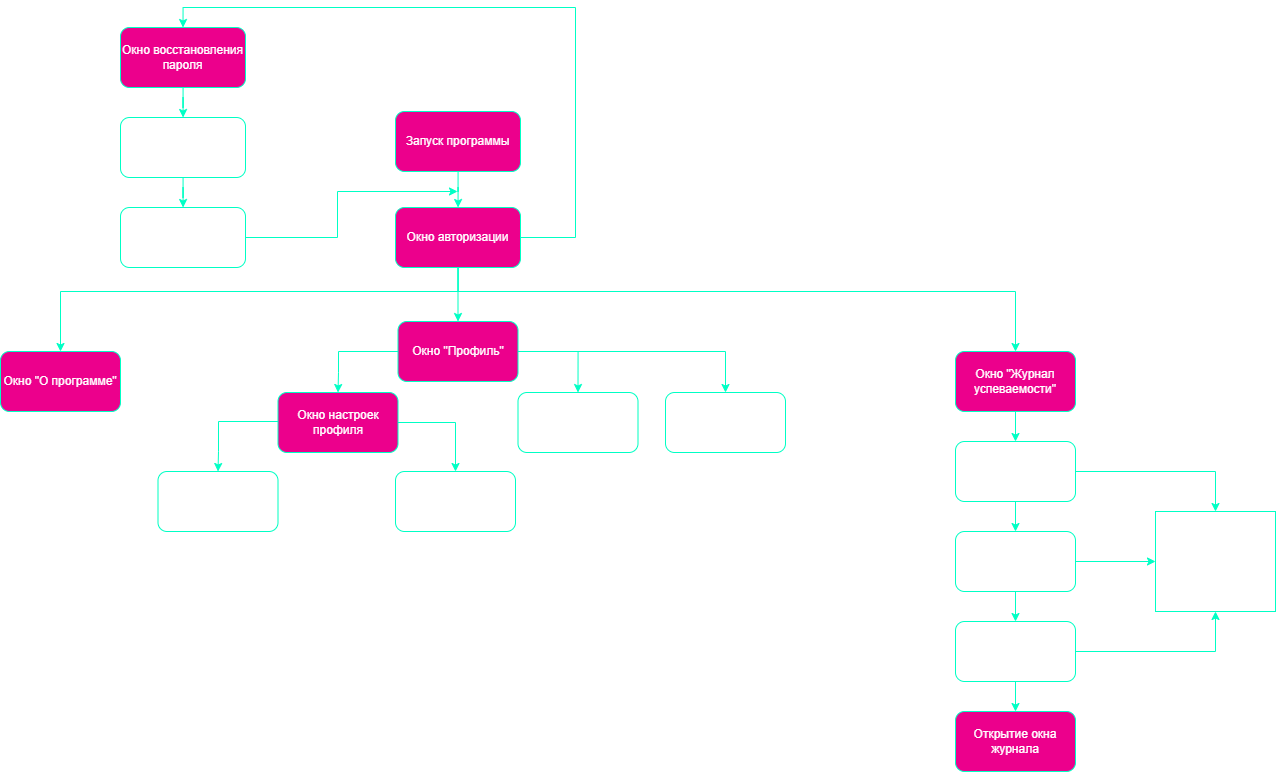 Окно восстановления
пароля
Запуск программы
Окно авторизации
Окно "Профиль"
Окно "О программе"
Окно "Журнал
успеваемости"
Окно настроек
профиля
Открытие окна
журнала